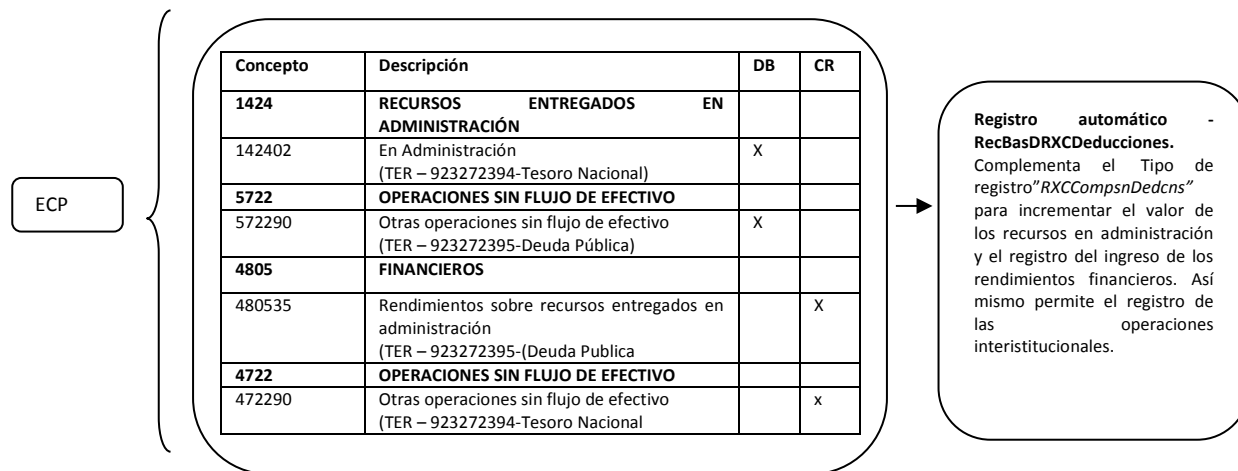 ECP
Concepto Descripción DB CR
1424 RECURSOS ENTREGADOS EN
ADMINISTRACIÓN
142402 En Administración X
(TER – 923272394-Tesoro Nacional)
5722 OPERACIONES SIN FLUJO DE EFECTIVO
572290 Otras operaciones sin flujo de efectivo X
(TER – 923272395-Deuda Pública)
4805 FINANCIEROS
480535 Rendimientos sobre recursos entregados en X
administración
(TER – 923272395-(Deuda Publica
4722 OPERACIONES SIN FLUJO DE EFECTIVO
472290 Otras operaciones sin flujo de efectivo x
(TER – 923272394-Tesoro Nacional
Registro automático -
RecBasDRXCDeducciones.
Complementa el Tipo de
registro”RXCCompsnDedcns”
para incrementar el valor de
los recursos en administración
y el registro del ingreso de los
rendimientos financieros. Así
mismo permite el registro de
las operaciones
interistitucionales.